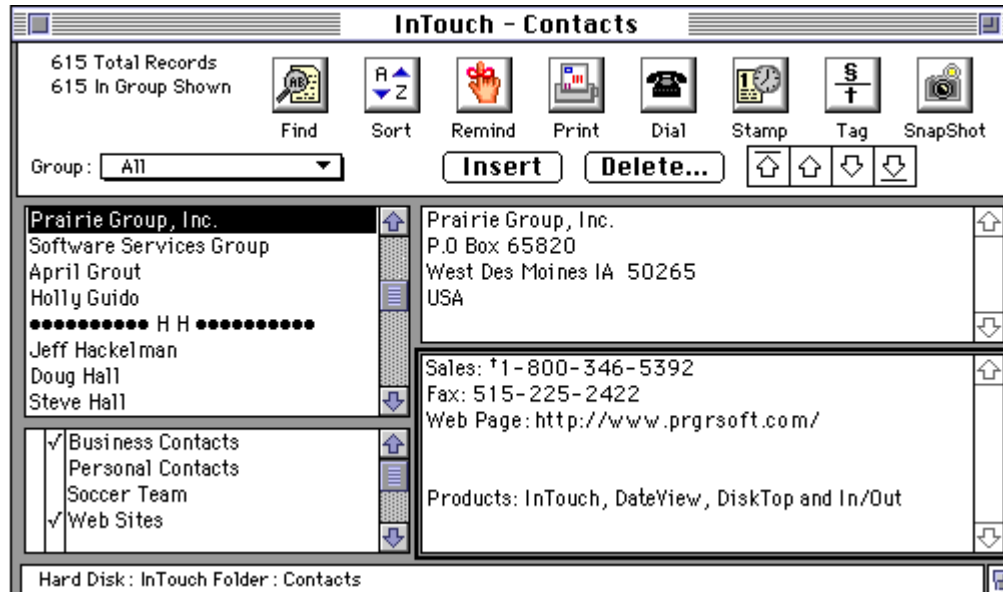 InTouch - Contacts
615 Total Records
615 In Group Shown
Find
Sort
Remind
Print
Dial
Stamp
Tag
SnapShot
Group: All
Insert
Delete...
Prairie Group, Inc.
Software Services Group
April Grout
Holly Guido
●●●●●●●●●● H H ●●●●●●●●●●
Jeff Hackelman
Doug Hall
Steve Hall
Prairie Group, Inc.
P.O Box 65820
West Des Moines IA 50265
USA
√ Business Contacts
Personal Contacts
Soccer Team
√ Web Sites
Sales: †1-800-346-5392
Fax: 515-225-2422
Web Page: http://www.prgrsoft.com/
Products: InTouch, DateView, DiskTop and In/Out
Hard Disk : InTouch Folder : Contacts